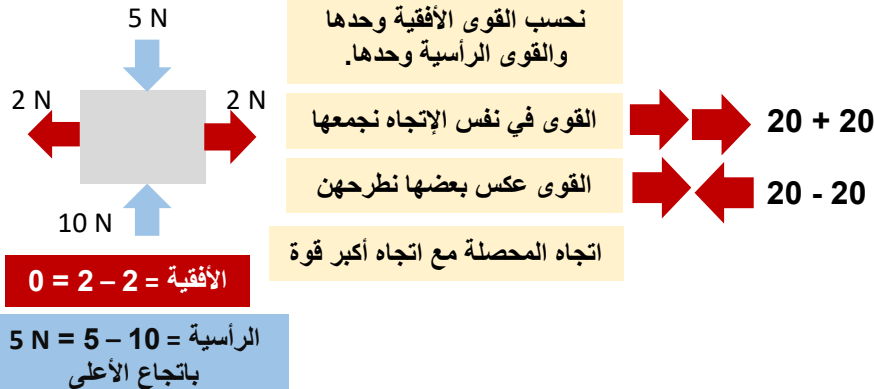 5 N
نحسب القوى الأفقية وحدها
والقوى الرأسية وحدها.
2 N
2 N
القوى في نفس الإتجاه نجمعها
20 + 20
القوى عكس بعضها نطرحهن
20 - 20
10 N
اتجاه المحصلة مع اتجاه أكبر قوة
الأفقية = 2 – 2 = 0
الرأسية = 10 – 5 = 5 N
باتجاع الأعلى